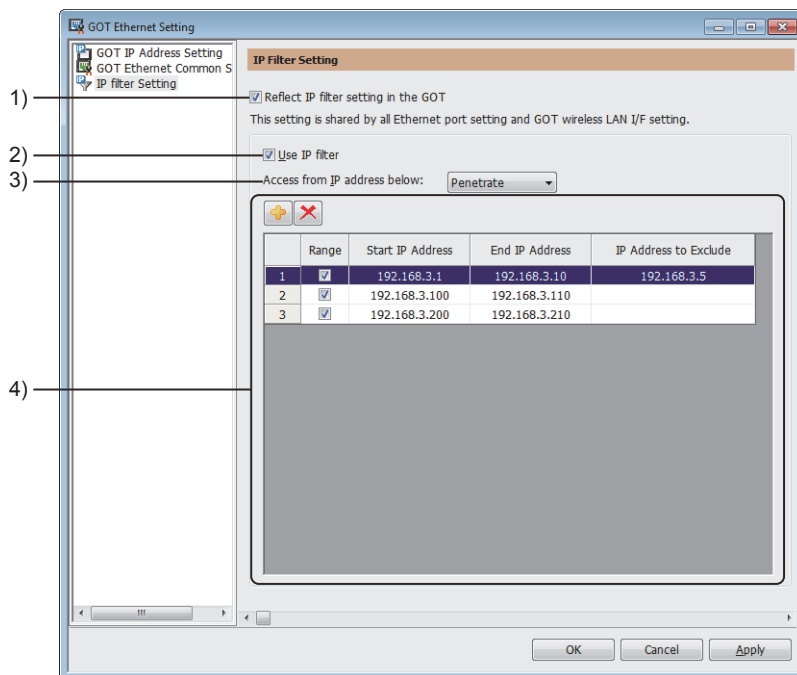 GOT Ethernet Setting
GOT IP Address Setting
GOT Ethernet Common S
IP filter Setting
IP Filter Setting
1)
Reflect IP filter setting in the GOT
This setting is shared by all Ethernet port setting and GOT wireless LAN I/F setting.
2)
Use IP filter
3)
Access from IP address below: Penetrate
Range Start IP Address End IP Address IP Address to Exclude
1 192.168.3.1 192.168.3.10 192.168.3.5
2 192.168.3.100 192.168.3.110
3 192.168.3.200 192.168.3.210
4)
OK Cancel Apply